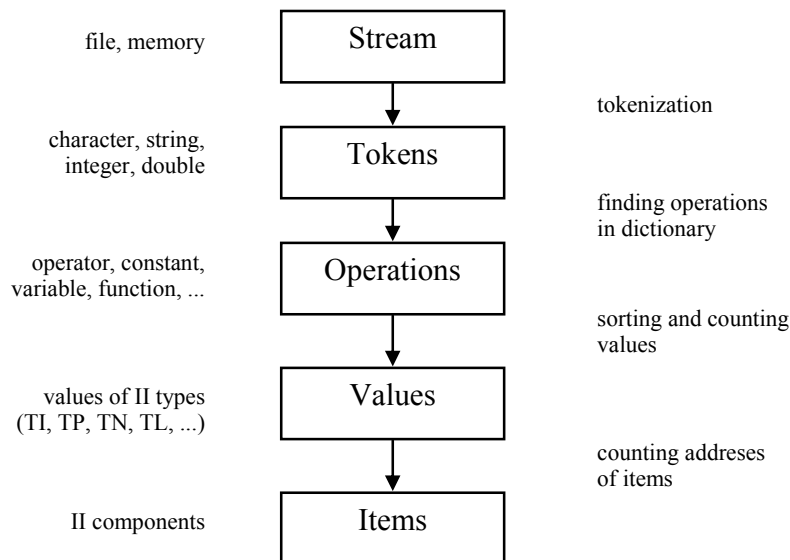 file, memory
Stream
tokenization
character, string,
integer, double
Tokens
finding operations
in dictionary
operator, constant,
variable, function, ...
Operations
sorting and counting
values
values of II types
(TI, TP, TN, TL, ...)
Values
counting addreses
of items
II components
Items